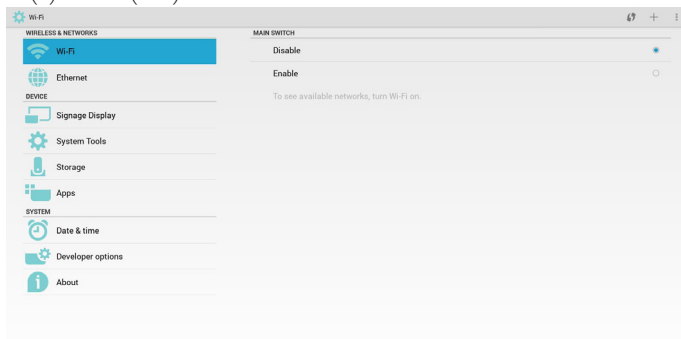 Wi-Fi
WIRELESS & NETWORKS
Wi-Fi
Ethernet
DEVICE
Signage Display
System Tools
Storage
Apps
SYSTEM
Date & time
Developer options
About
MAIN SWITCH
Disable
Enable
To see available networks, turn Wi-Fi on.